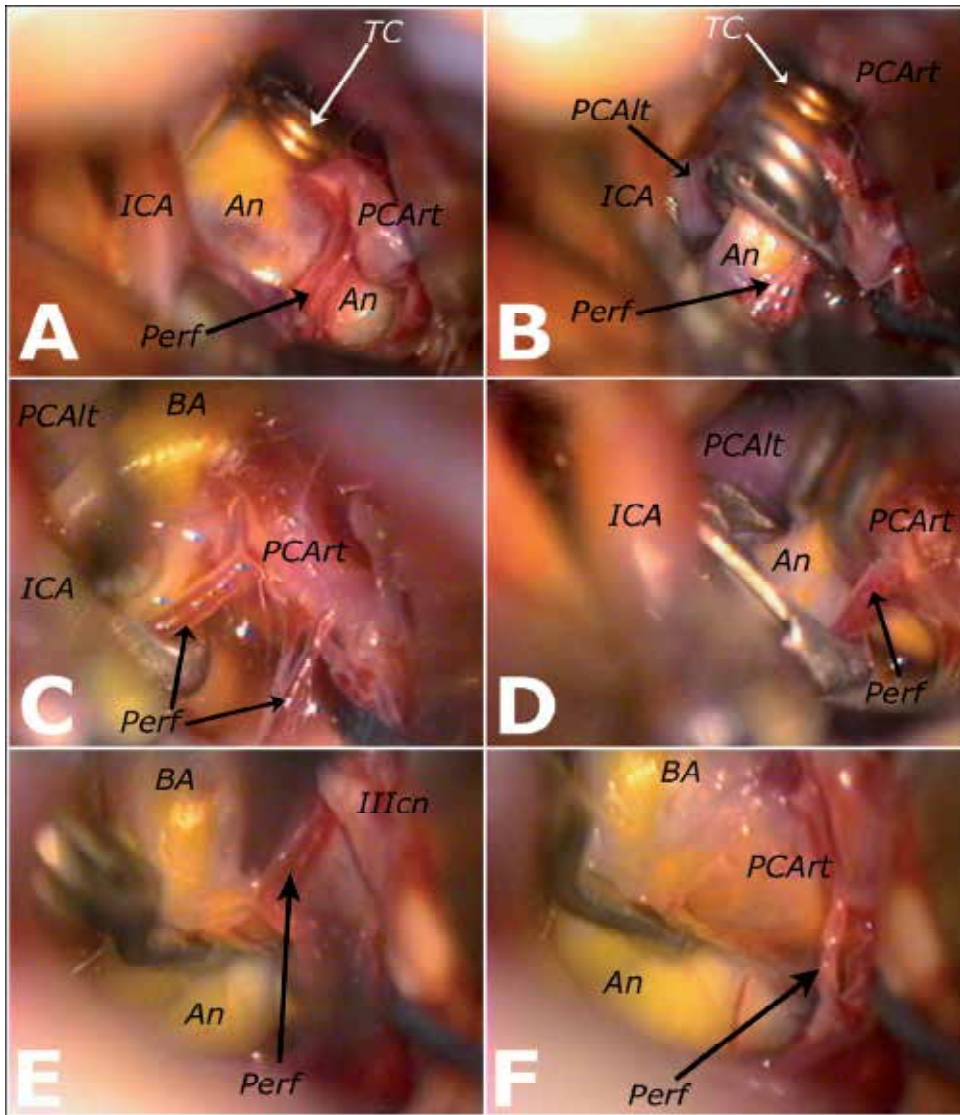 TC
ICA
An
PCArt
An
Perf
A
TC
PCArt
PCAlt
ICA
An
Perf
B
PCAlt
BA
PCArt
ICA
Perf
C
PCAlt
ICA
PCArt
An
Perf
D
BA
IIIcn
An
Perf
E
BA
PCArt
An
Perf
F